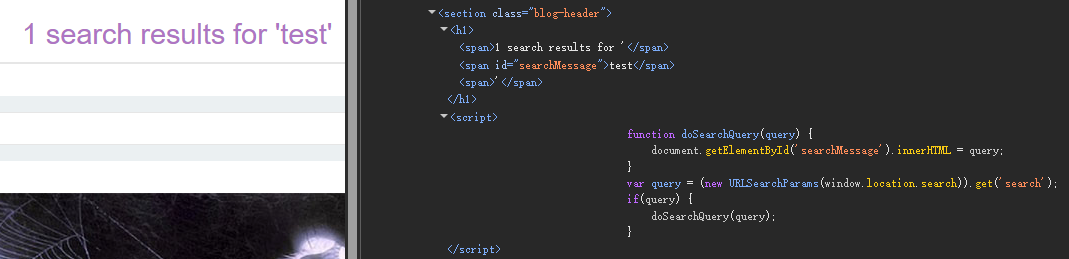 1 search results for 'test'
<section class="blog-header">
<h1>
<span>1 search results for '</span>
<span id="searchMessage">test</span>
<span>'</span>
</h1>
<script>
function doSearchQuery(query) {
document.getElementById('searchMessage').innerHTML = query;
}
var query = (new URLSearchParams(window.location.search)).get('search');
if(query) {
doSearchQuery(query);
}
</script>